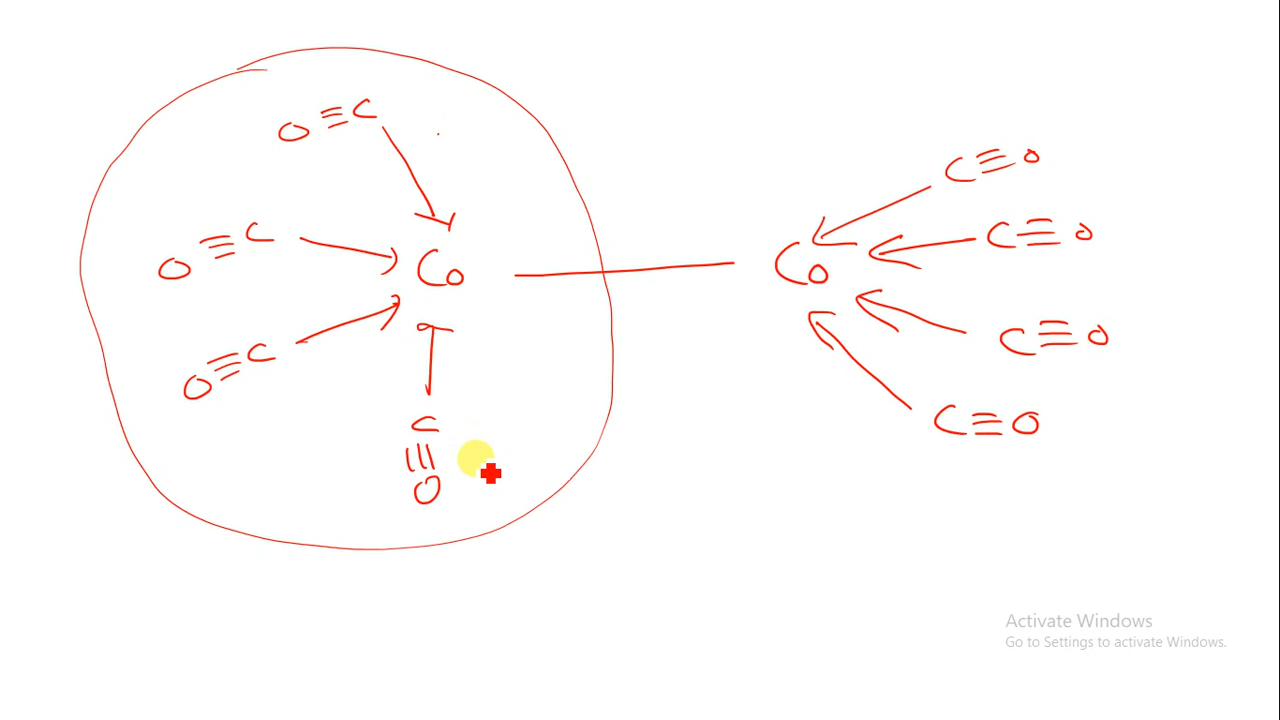 O≡C
C≡O
O≡C
C≡O
Co
Co
O≡C
C≡O
C
≡
O
C≡O
Activate Windows
Go to Settings to activate Windows.